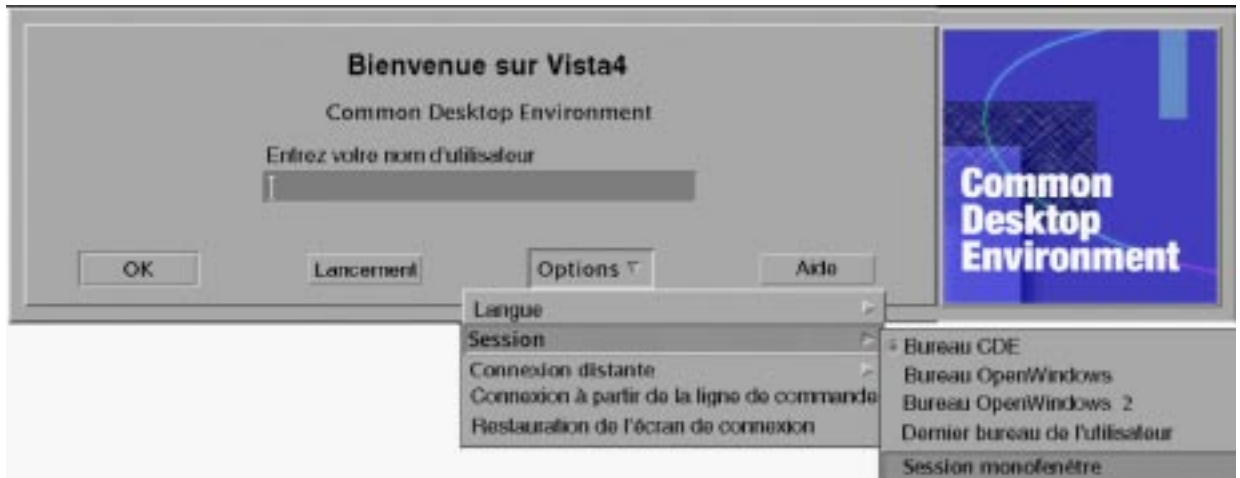 Bienvenue sur Vista4
Common Desktop Environment
Entrez votre nom d'utilisateur
OK
Lancement
Options
Aide
Common
Desktop
Environment
Langue
Session
Connexion distante
Connexion à partir de la ligne de commande
Restauration de l'écran de connexion
Bureau CDE
Bureau OpenWindows
Bureau OpenWindows 2
Dernier bureau de l'utilisateur
Session monofenêtre